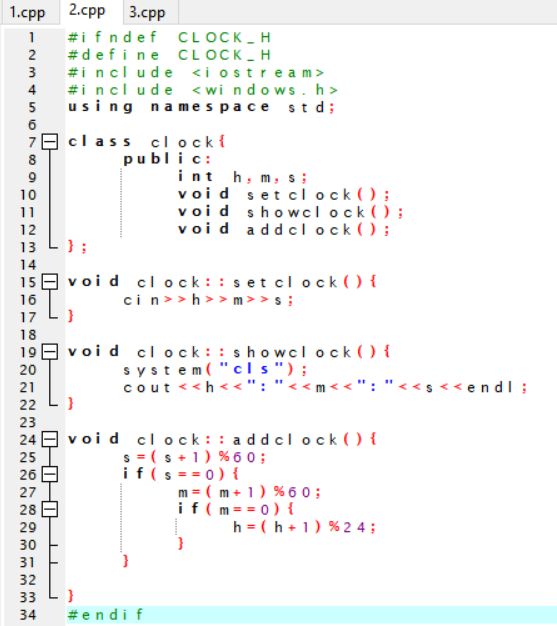 1.cpp 2.cpp 3.cpp
1 #ifndef CLOCK_H
2 #define CLOCK_H
3 #include <iostream>
4 #include <windows.h>
5 using namespace std;
6
7 class clock{
8 public:
9 int h,m,s;
10 void setclock();
11 void showclock();
12 void addclock();
13 };
14
15 void clock::setclock(){
16 cin>>h>>m>>s;
17 }
18
19 void clock::showclock(){
20 system("cls");
21 cout<<h<<":"<<m<<":"<<s<<endl;
22 }
23
24 void clock::addclock(){
25 s=(s+1)%60;
26 if(s==0){
27 m=(m+1)%60;
28 if(m==0){
29 h=(h+1)%24;
30 }
31 }
32
33 }
34 #endif